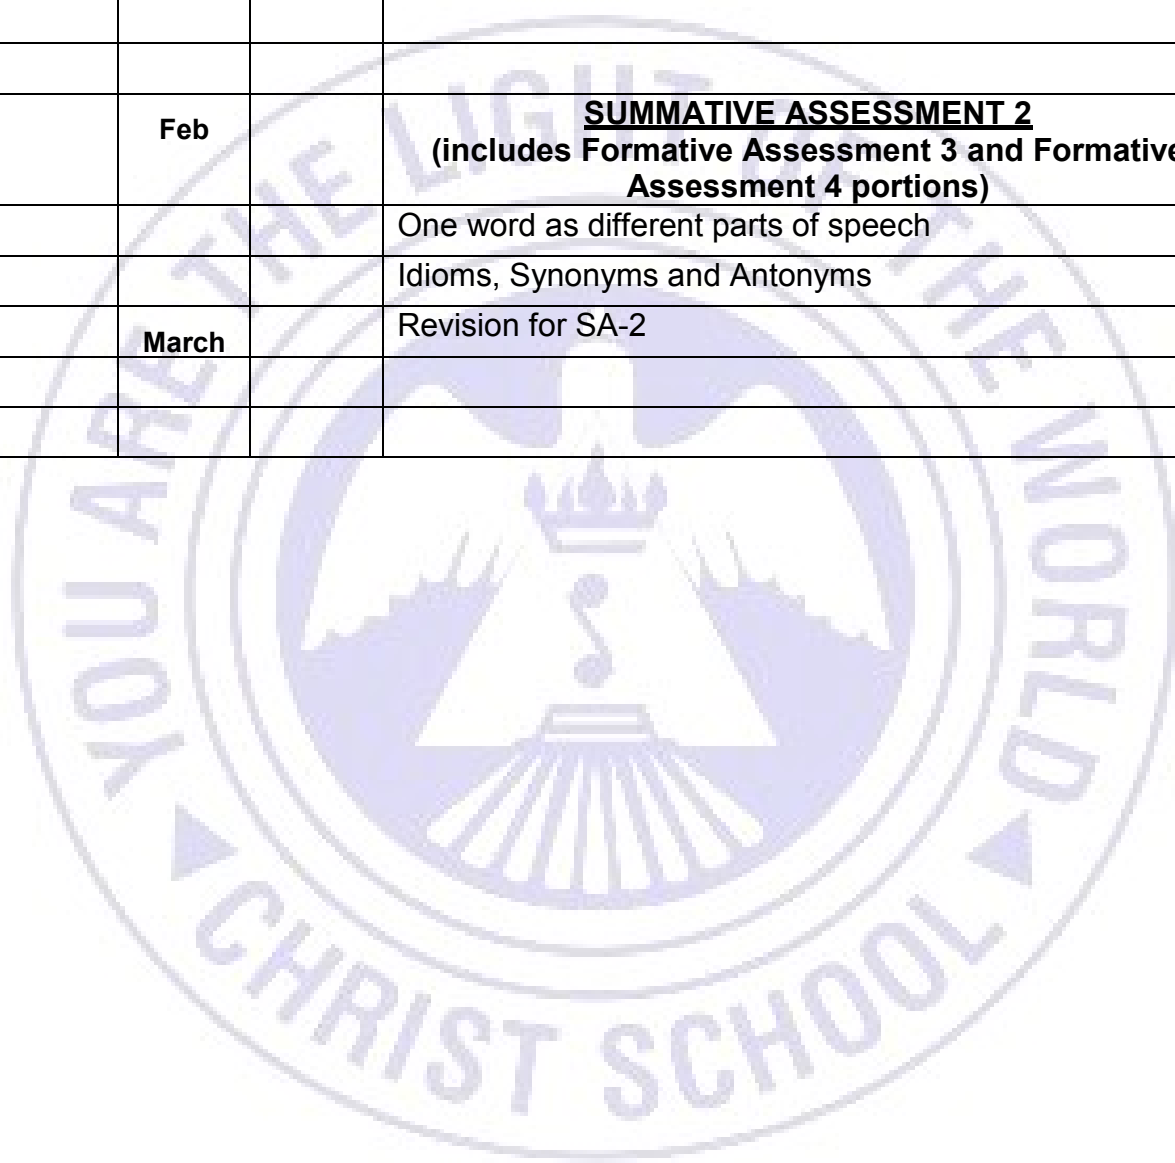 Feb
SUMMATIVE ASSESSMENT 2
(includes Formative Assessment 3 and Formative
Assessment 4 portions)
One word as different parts of speech
Idioms, Synonyms and Antonyms
March
Revision for SA-2
YOU ARE THE LIGHT OF THE WORLD
CHRIST SCHOOL